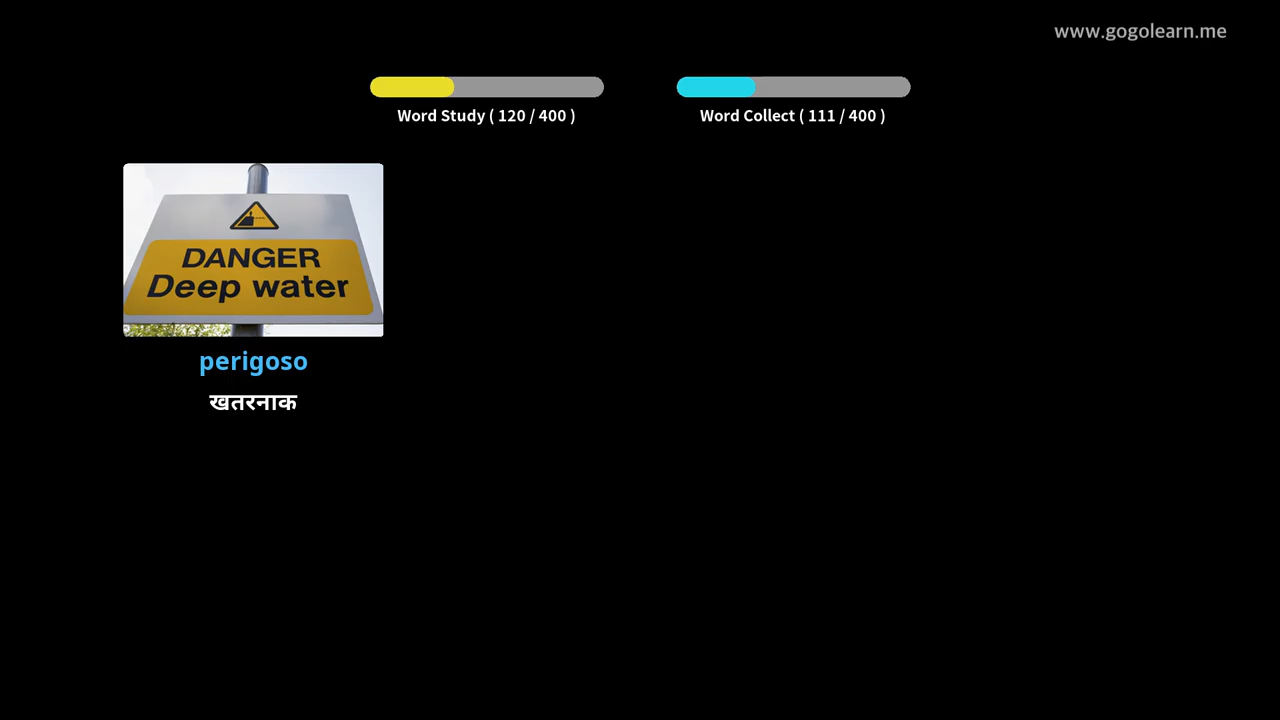 www.gogolearn.me
Word Study ( 120 / 400 )
Word Collect ( 111 / 400 )
DANGER
Deep water
perigoso
खतरनाक